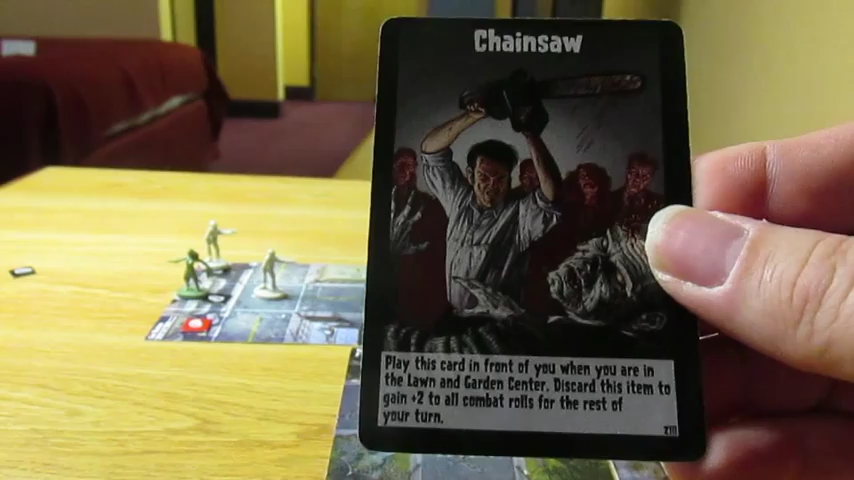 Chainsaw
Play this card in front of you when you are in
the Lawn and Garden Center. Discard this item to
gain +2 to all combat rolls for the rest of
your turn.
Z!!!